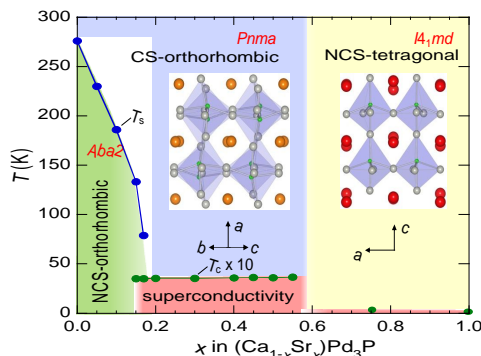 Pnma
I4₁md
CS-orthorhombic
NCS-tetragonal
300
250
200
150
100
50
0
T (K)
Tₛ
Aba2
NCS-orthorhombic
a
b
c
c
a
T_c x 10
superconductivity
0.0
0.2
0.4
0.6
0.8
1.0
x in (Ca₁₋ₓSrₓ)Pd₃P